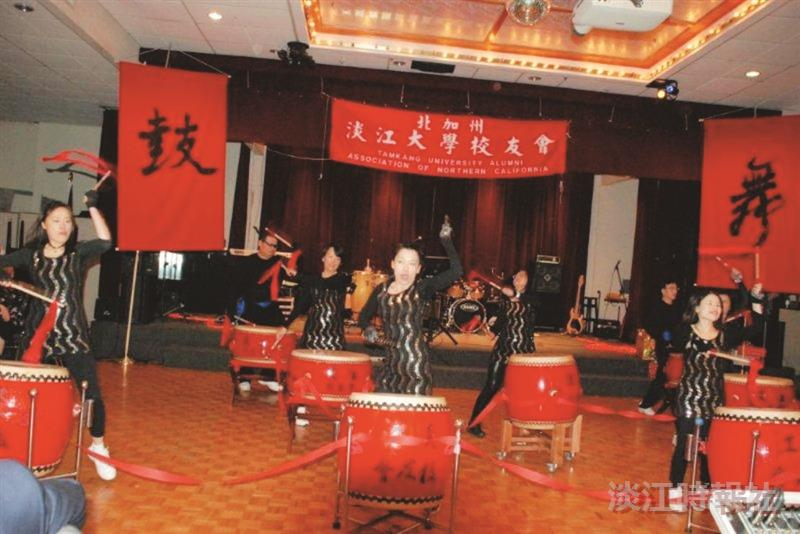 鼓
北加州
淡江大學校友會
TAMKANG UNIVERSITY ALUMNI
ASSOCIATION OF NORTHERN CALIFORNIA
舞
淡江時報社